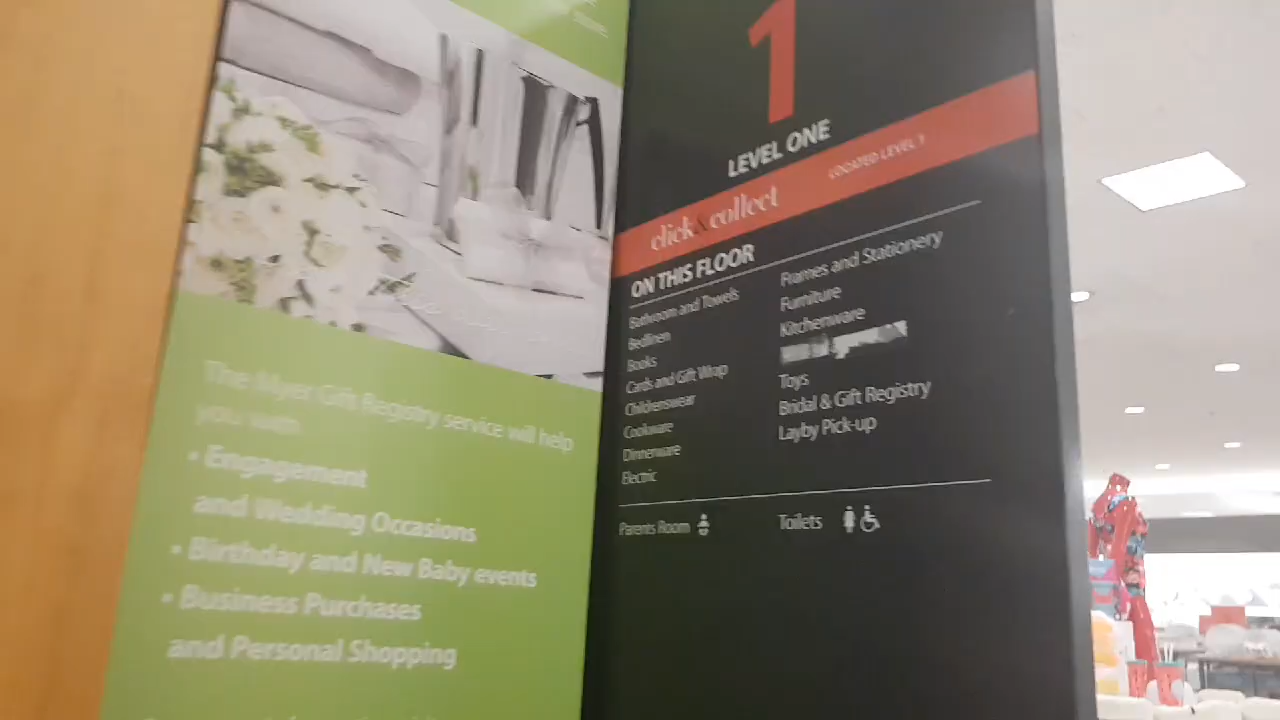 The Myer Gift Registry service will help
you with
• Engagement
and Wedding Occasions
• Birthday and New Baby events
• Business Purchases
and Personal Shopping
1
LEVEL ONE
click & collect
LOCATED LEVEL 1
ON THIS FLOOR
Bathroom and Towels
Bedlinen
Books
Cards and Gift Wrap
Childrenswear
Cookware
Dinnerware
Electric
Frames and Stationery
Furniture
Kitchenware
Toys
Bridal & Gift Registry
Layby Pick-up
Parents Room
Toilets